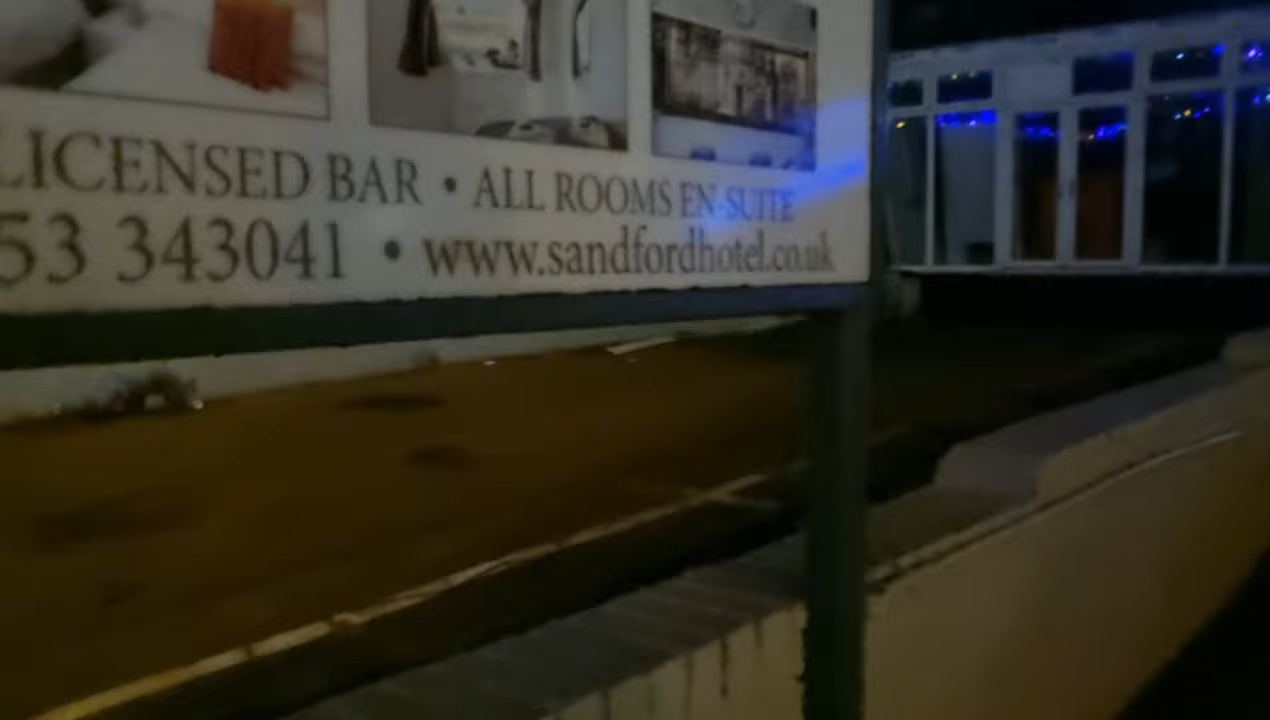 LICENSED BAR • ALL ROOMS EN-SUITE
53 343041 • www.sandfordhotel.co.uk